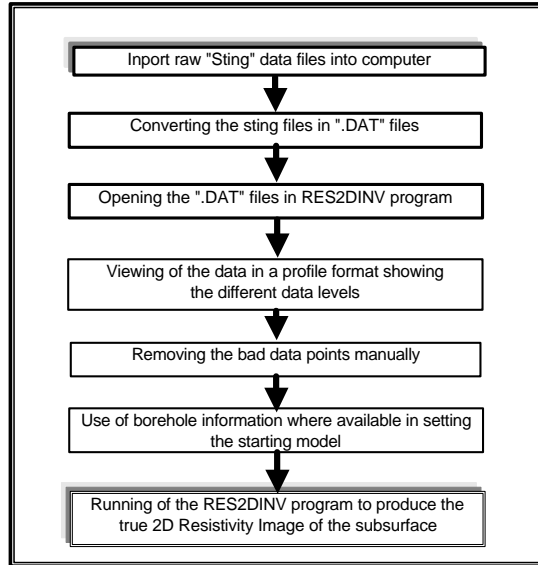 Inport raw "Sting" data files into computer
Converting the sting files in ".DAT" files
Opening the ".DAT" files in RES2DINV program
Viewing of the data in a profile format showing
the different data levels
Removing the bad data points manually
Use of borehole information where available in setting
the starting model
Running of the RES2DINV program to produce the
true 2D Resistivity Image of the subsurface